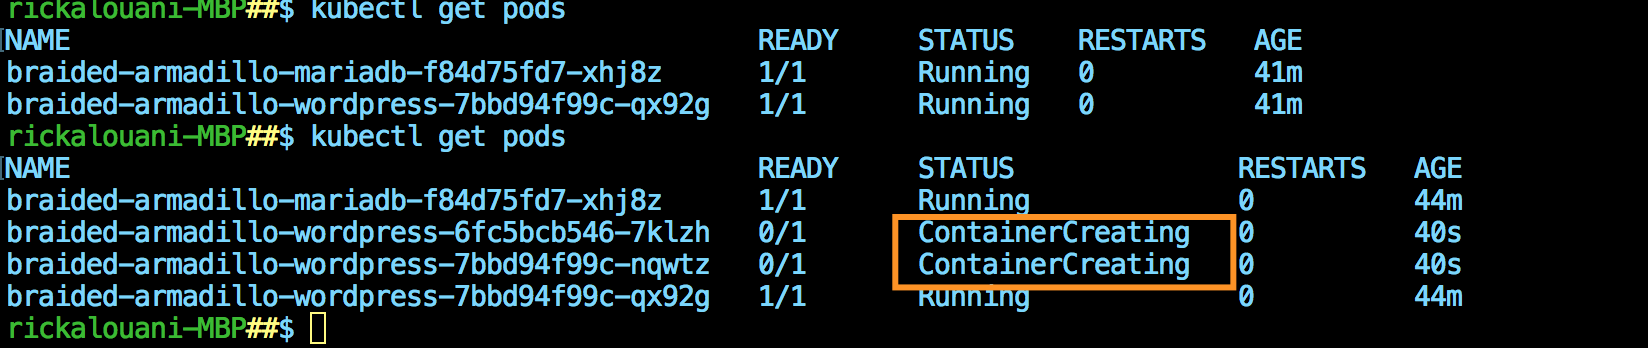 rickalouani-MBP##$ kubectl get pods
NAME READY STATUS RESTARTS AGE
braided-armadillo-mariadb-f84d75fd7-xhj8z 1/1 Running 0 41m
braided-armadillo-wordpress-7bbd94f99c-qx92g 1/1 Running 0 41m
rickalouani-MBP##$ kubectl get pods
NAME READY STATUS RESTARTS AGE
braided-armadillo-mariadb-f84d75fd7-xhj8z 1/1 Running 0 44m
braided-armadillo-wordpress-6fc5bcb546-7klzh 0/1 ContainerCreating 0 40s
braided-armadillo-wordpress-7bbd94f99c-nqwtz 0/1 ContainerCreating 0 40s
braided-armadillo-wordpress-7bbd94f99c-qx92g 1/1 Running 0 44m
rickalouani-MBP##$